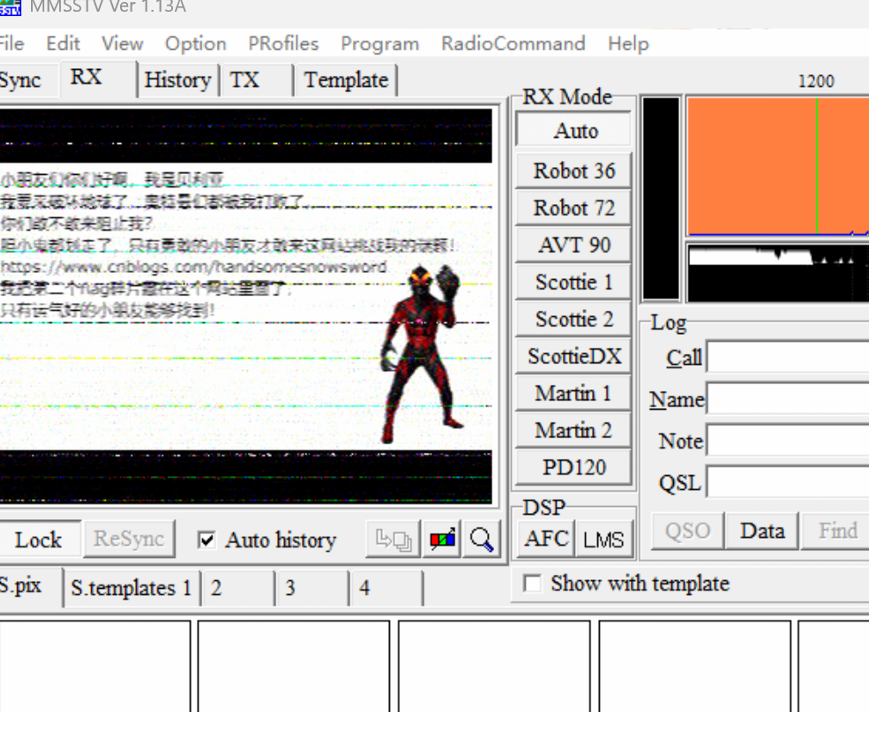 MMSSTV Ver 1.13A
File Edit View Option PRofiles Program RadioCommand Help
Sync RX History TX Template
RX Mode
1200
Auto
Robot 36
Robot 72
AVT 90
Scottie 1
Scottie 2
ScottieDX
Martin 1
Martin 2
PD120
小朋友们你们好啊，我是贝利亚
我要来破坏地球了，奥特曼们都被我打败了，
你们敢不敢来阻止我？
胆小鬼都划走了，只有勇敢的小朋友才敢来这网站挑战我的谜题！
https://www.cnblogs.com/handsomesnowsword
我把第二个flag碎片藏在这个网站里面了，
只有运气好的小朋友能够找到！
Log
Call
Name
Note
QSL
DSP
AFC LMS
QSO Data Find
Lock ReSync Auto history
Show with template
S.pix S.templates 1 2 3 4